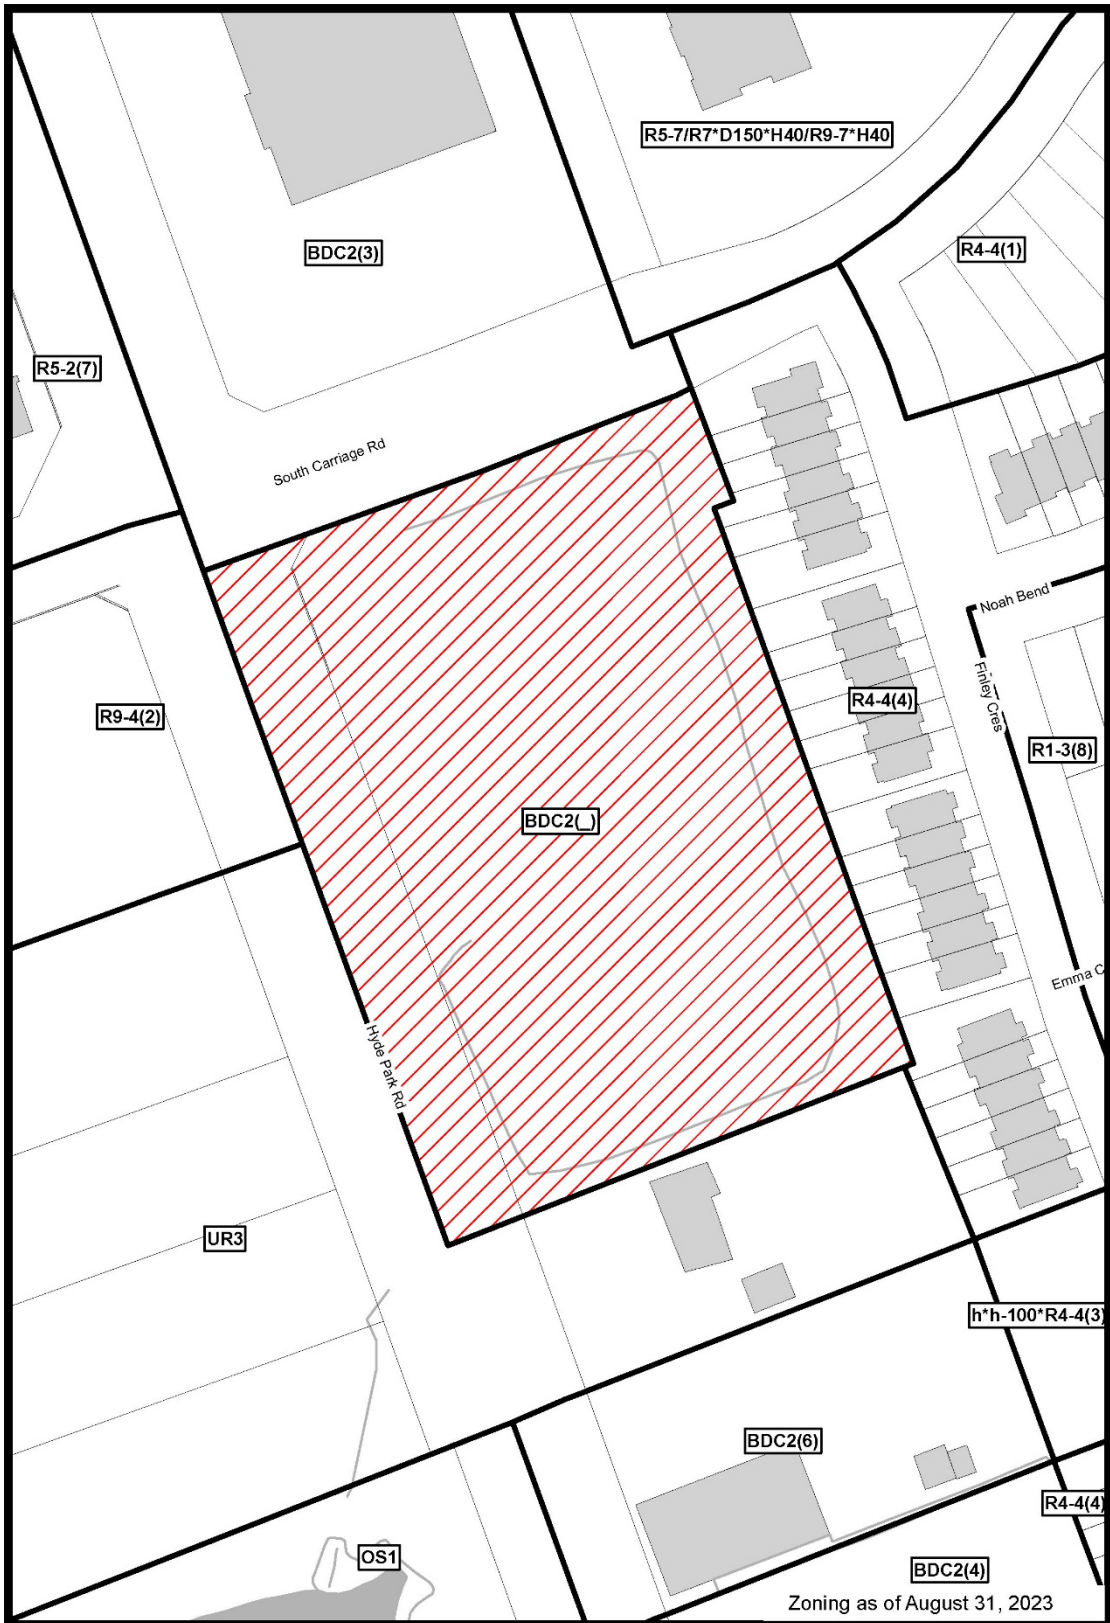 R5-7/R7*D150*H40/R9-7*H40
BDC2(3)
R4-4(1)
R5-2(7)
South Carriage Rd
Noah Bend
R9-4(2)
R4-4(4)
Finley Cres
R1-3(8)
BDC2(_)
Emma C
Hyde Park Rd
UR3
h*h-100*R4-4(3)
BDC2(6)
R4-4(4)
OS1
BDC2(4)
Zoning as of August 31, 2023